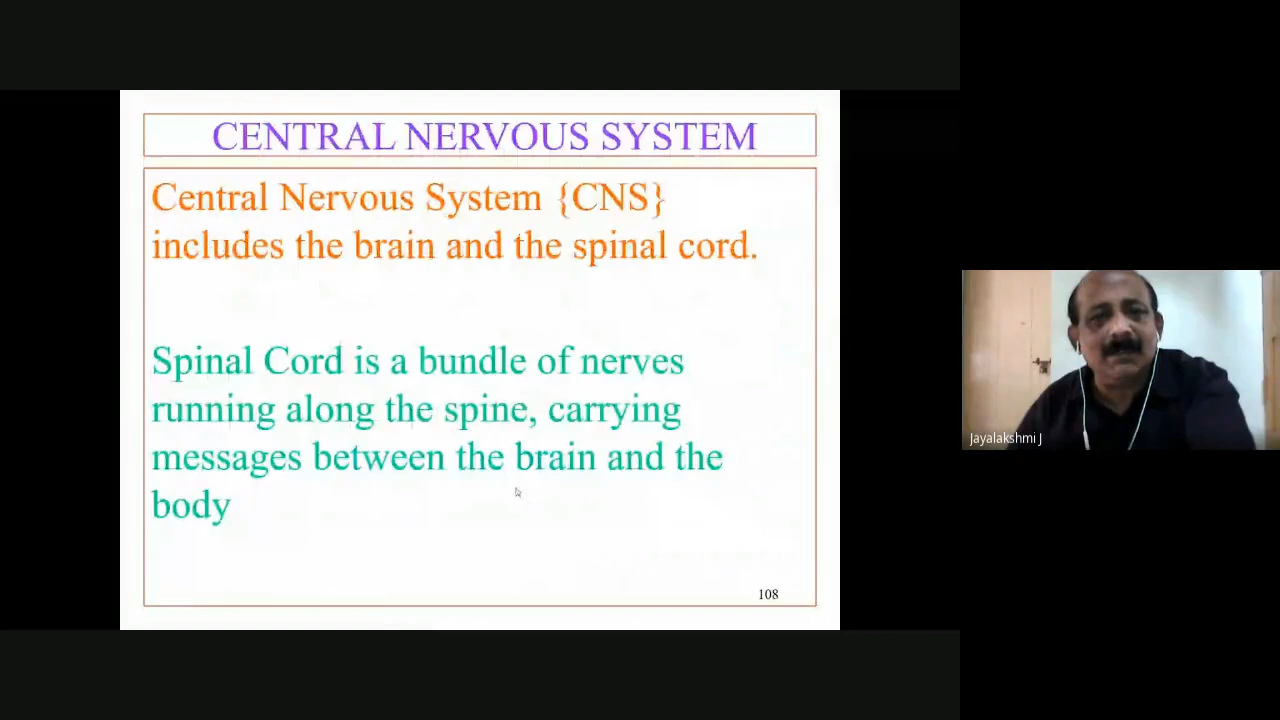 CENTRAL NERVOUS SYSTEM
Central Nervous System {CNS}
includes the brain and the spinal cord.
Spinal Cord is a bundle of nerves
running along the spine, carrying
messages between the brain and the
body
108
Jayalakshmi J